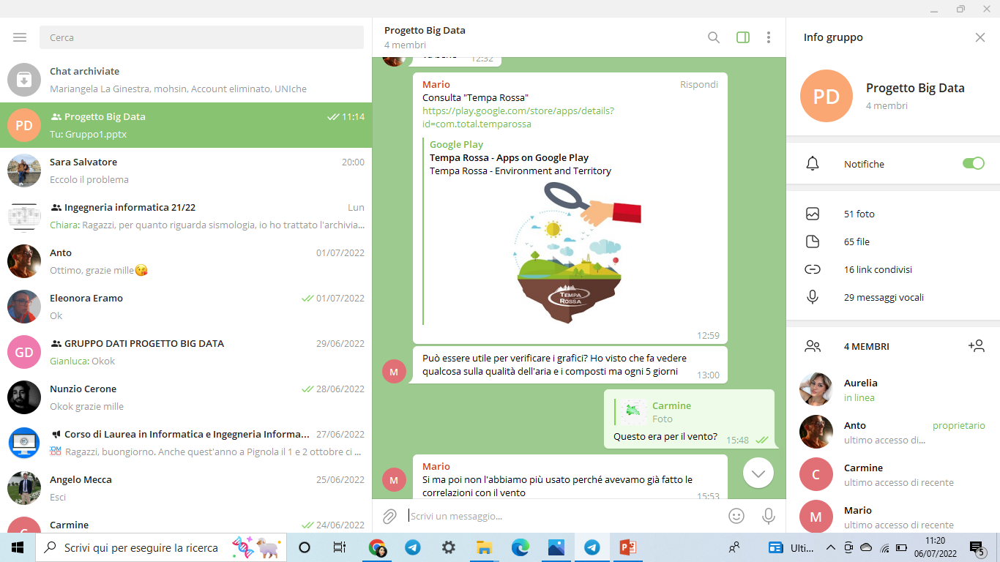 Cerca
Chat archiviate
Mariangela La Ginestra, mohsin, Account eliminato, UNIche
PD
Progetto Big Data
11:14
Tu: Gruppo1.pptx
Sara Salvatore
20:00
Eccolo il problema
Ingegneria informatica 21/22
Lun
Chiara: Ragazzi, per quanto riguarda sismologia, io ho trattato l'archivia...
Anto
01/07/2022
Ottimo, grazie mille
Eleonora Eramo
01/07/2022
Ok
GD
GRUPPO DATI PROGETTO BIG DATA
29/06/2022
Gianluca: Okok
Nunzio Cerone
28/06/2022
Okok grazie mille
Corso di Laurea in Informatica e Ingegneria Informa...
27/06/2022
Ragazzi, buongiorno. Anche quest'anno a Pignola il 1 e 2 ottobre ci ...
Angelo Mecca
25/06/2022
Esci
C
Carmine
24/06/2022
Progetto Big Data
4 membri
12:32
Mario
Rispondi
Consulta "Tempa Rossa"
https://play.google.com/store/apps/details?
id=com.total.temparossa
Google Play
Tempa Rossa - Apps on Google Play
Tempa Rossa - Environment and Territory
TEMPA
ROSSA
12:59
M
Può essere utile per verificare i grafici? Ho visto che fa vedere
qualcosa sulla qualità dell'aria e i composti ma ogni 5 giorni
13:00
Carmine
Foto
Questo era per il vento?
15:48
M
Mario
Si ma poi non l'abbiamo più usato perché avevamo già fatto le
correlazioni con il vento
15:53
Scrivi un messaggio...
Info gruppo
PD
Progetto Big Data
4 membri
Notifiche
51 foto
65 file
16 link condivisi
29 messaggi vocali
4 MEMBRI
Aurelia
in linea
Anto
proprietario
ultimo accesso di...
C
Carmine
ultimo accesso di recente
M
Mario
ultimo accesso di recente
Scrivi qui per eseguire la ricerca
Ulti...
11:20
06/07/2022
5